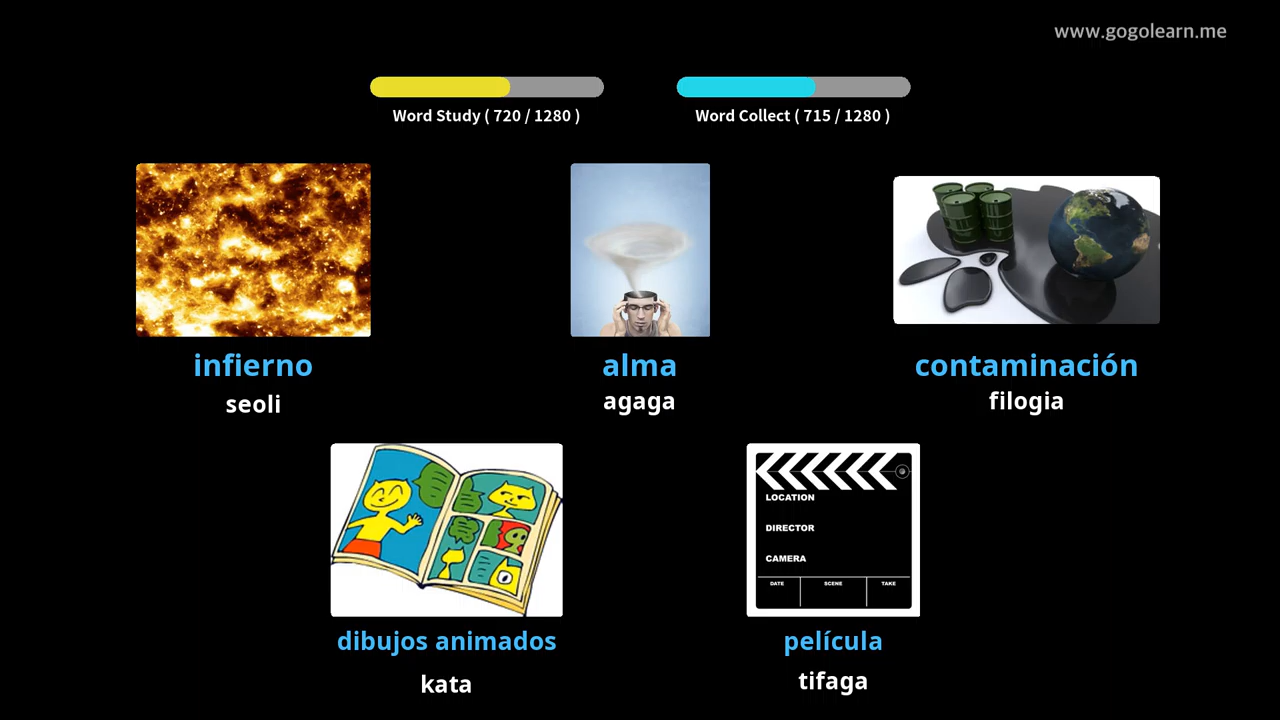 www.gogolearn.me
Word Study ( 720 / 1280 )
Word Collect ( 715 / 1280 )
infierno
seoli
alma
agaga
contaminación
filogia
dibujos animados
kata
LOCATION
DIRECTOR
CAMERA
DATE SCENE TAKE
película
tifaga